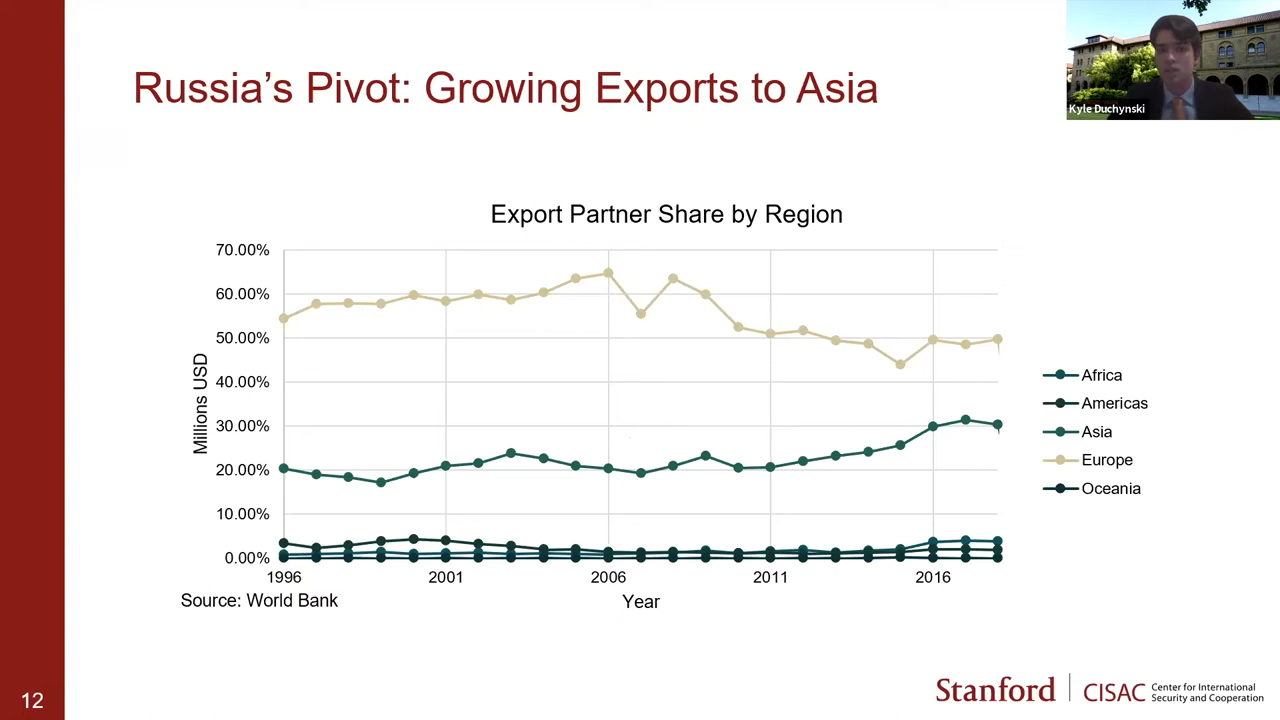 Russia's Pivot: Growing Exports to Asia
Kyle Duchynski
Export Partner Share by Region
70.00%
60.00%
50.00%
40.00%
30.00%
20.00%
10.00%
0.00%
Millions USD
1996 2001 2006 2011 2016
Year
Source: World Bank
Africa
Americas
Asia
Europe
Oceania
12
Stanford
CISAC
Center for International
Security and Cooperation